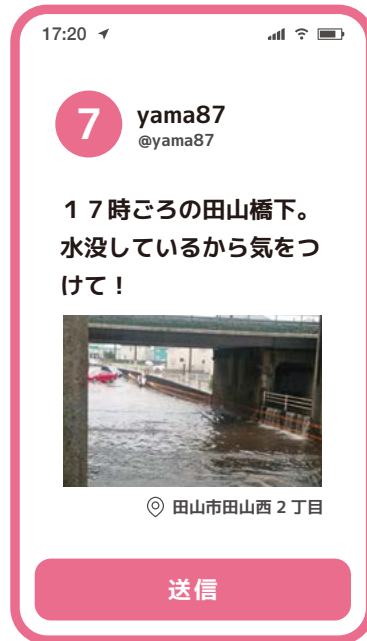 17:20
7
yama87
@yama87
１７時ごろの田山橋下。
水没しているから気をつ
けて！
田山市田山西 2 丁目
送信